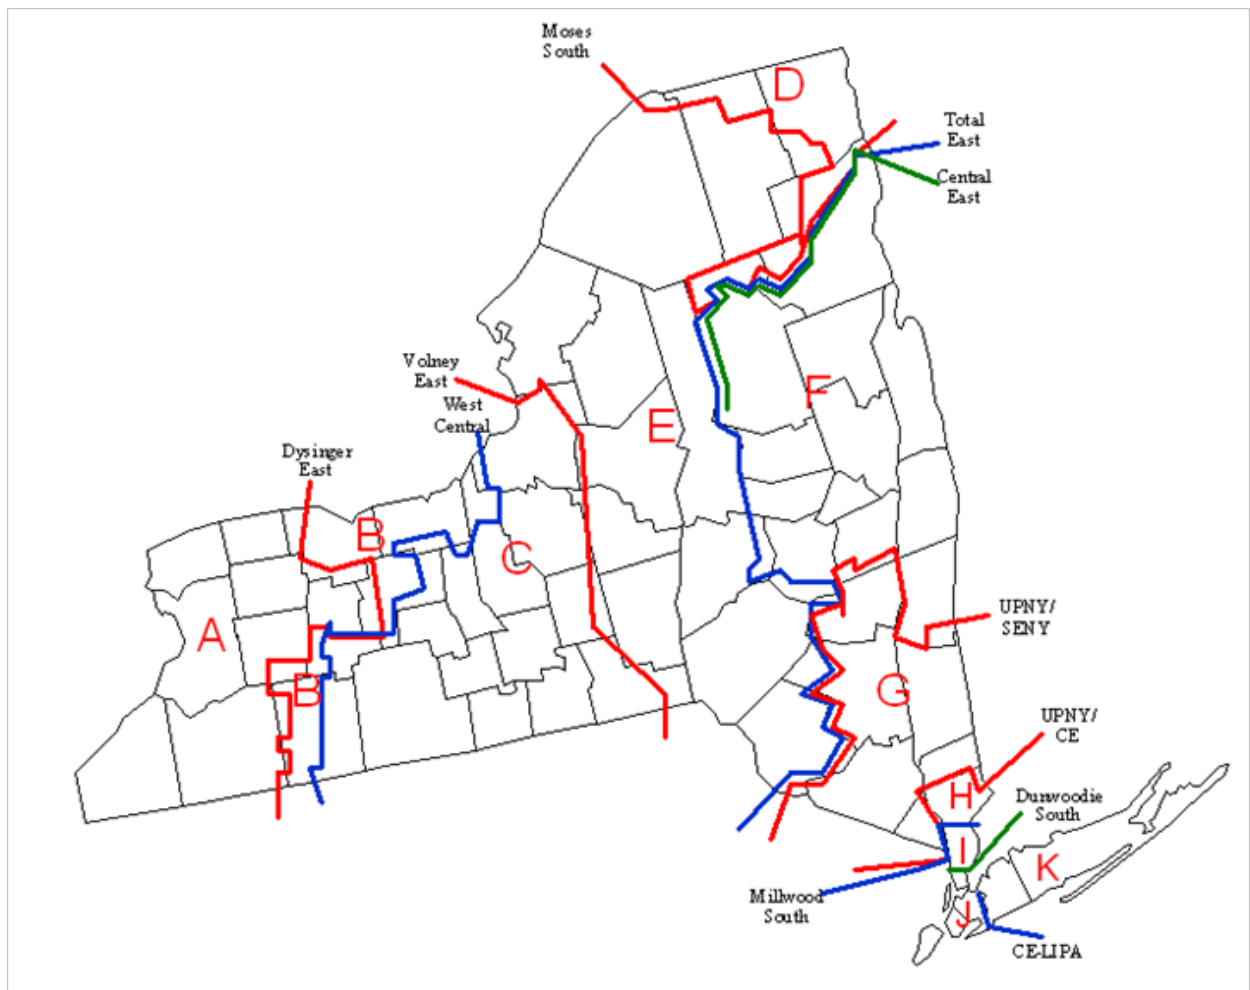 Moses
South
D
Total
East
Central
East
Volney
East
West
Central
F
E
Dysinger
East
B
C
A
UPNY/
SENY
B
G
UPNY/
CE
H
Dunwoodie
South
I
K
Millwood
South
J
CE-LIPA